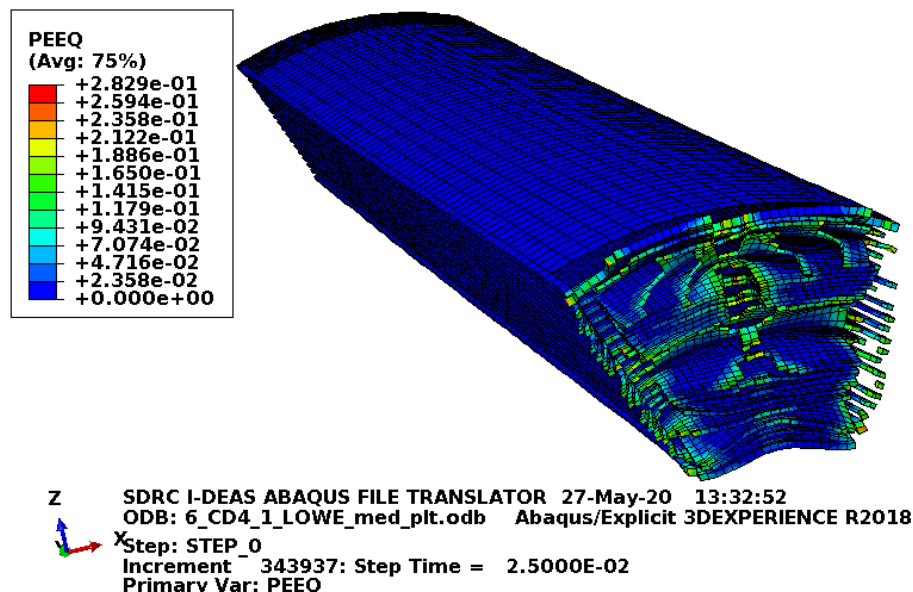 PEEQ
(Avg: 75%)
+2.829e-01
+2.594e-01
+2.358e-01
+2.122e-01
+1.886e-01
+1.650e-01
+1.415e-01
+1.179e-01
+9.431e-02
+7.074e-02
+4.716e-02
+2.358e-02
+0.000e+00
Z
X
Y
SDRC I-DEAS ABAQUS FILE TRANSLATOR 27-May-20 13:32:52
ODB: 6_CD4_1_LOWE_med_plt.odb Abaqus/Explicit 3DEXPERIENCE R2018
Step: STEP_0
Increment 343937: Step Time = 2.5000E-02
Primary Var: PEEQ